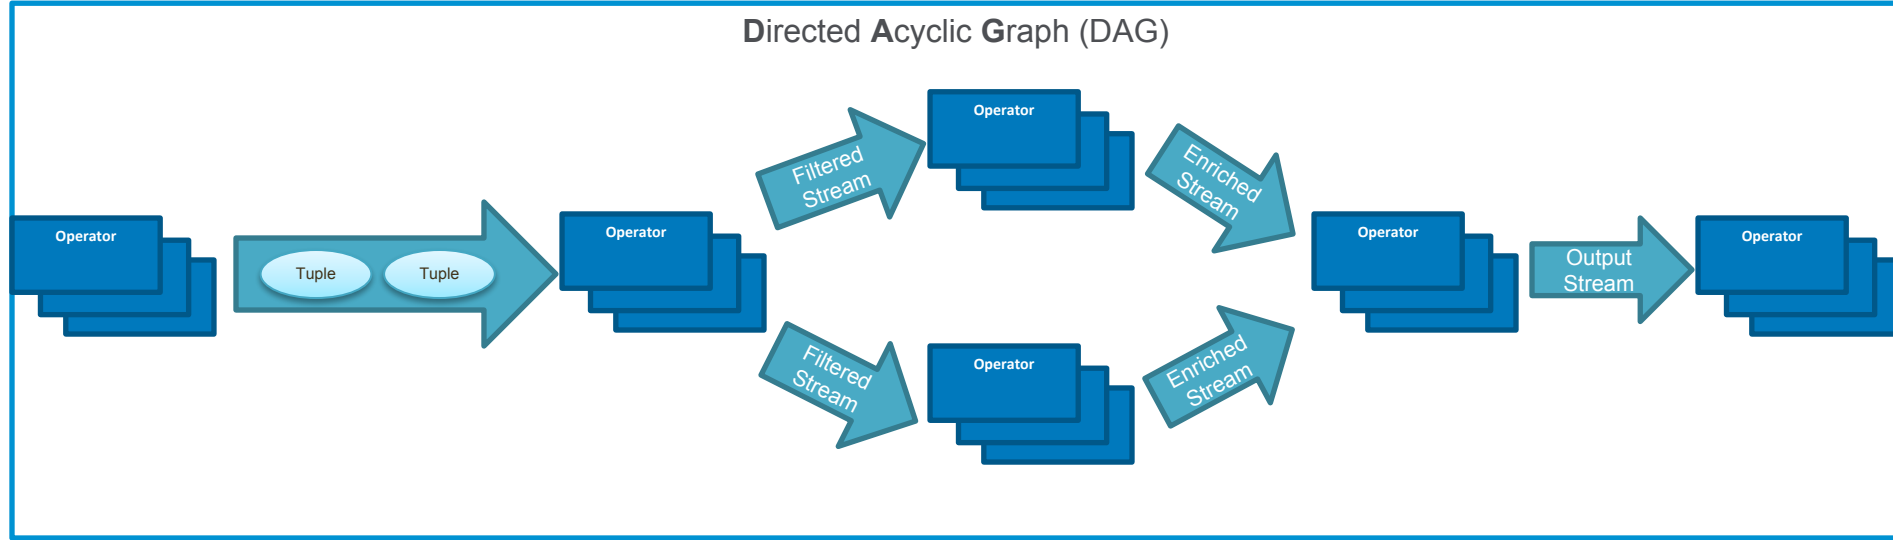 Directed Acyclic Graph (DAG)
Operator
Tuple
Tuple
Operator
Filtered
Stream
Operator
Enriched
Stream
Filtered
Stream
Operator
Enriched
Stream
Operator
Output
Stream
Operator